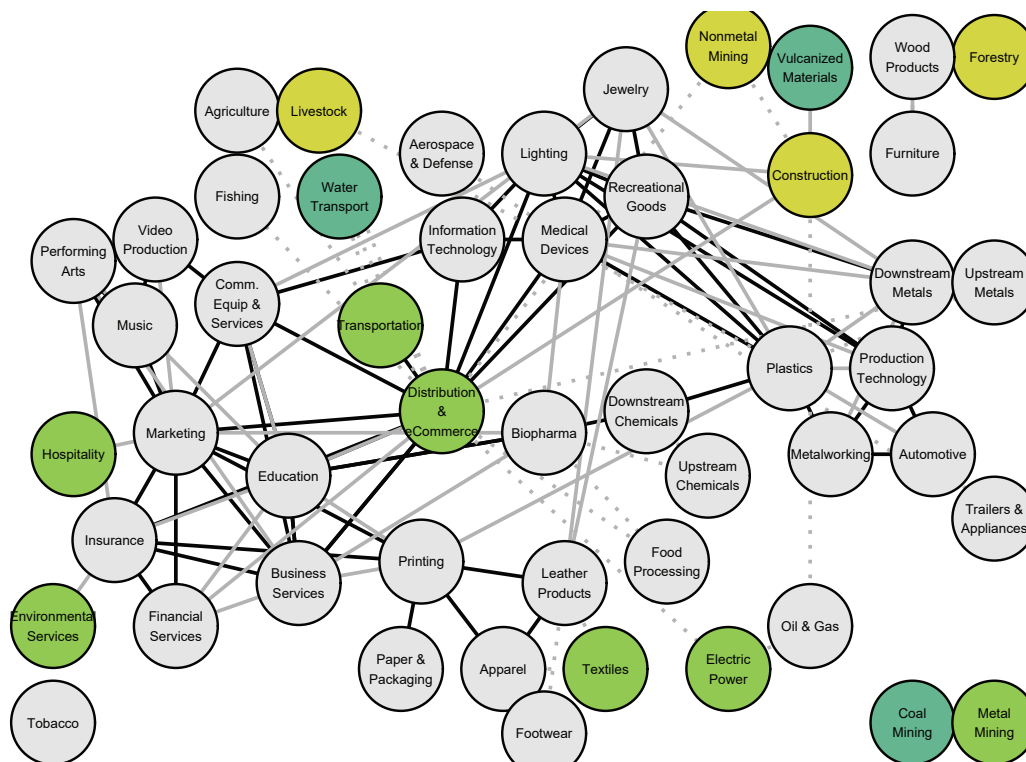 Nonmetal
Mining
Vulcanized
Materials
Wood
Products
Forestry
Jewelry
Agriculture
Livestock
Aerospace
& Defense
Lighting
Furniture
Construction
Fishing
Water
Transport
Recreational
Goods
Video
Production
Information
Technology
Medical
Devices
Performing
Arts
Downstream
Metals
Upstream
Metals
Comm.
Equip &
Services
Music
Transportation
Plastics
Production
Technology
Distribution
&
eCommerce
Downstream
Chemicals
Marketing
Biopharma
Hospitality
Metalworking
Automotive
Education
Upstream
Chemicals
Trailers &
Appliances
Insurance
Printing
Food
Processing
Business
Services
Leather
Products
Environmental
Services
Financial
Services
Oil & Gas
Paper &
Packaging
Apparel
Textiles
Electric
Power
Tobacco
Footwear
Coal
Mining
Metal
Mining